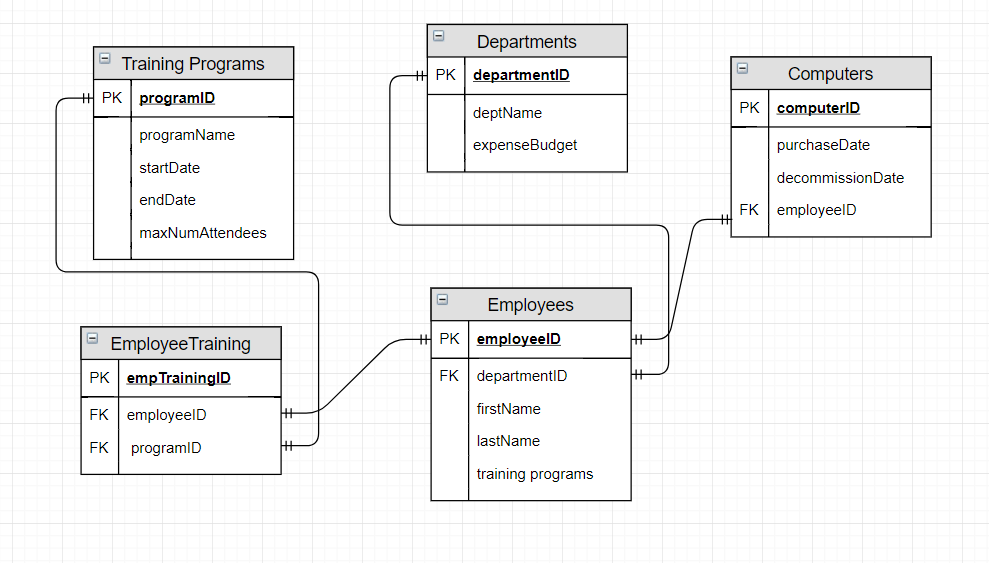 Training Programs
PK programID
programName
startDate
endDate
maxNumAttendees
Departments
PK departmentID
deptName
expenseBudget
Computers
PK computerID
purchaseDate
decommissionDate
FK employeeID
EmployeeTraining
PK empTrainingID
FK employeeID
FK programID
Employees
PK employeeID
FK departmentID
firstName
lastName
training programs